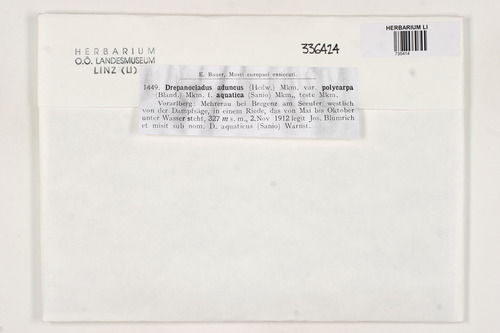 HERBARIUM
O.Ö. LANDESMUSEUM
LINZ (LI)
336424
HERBARIUM LI
735414
E. Bauer, Musci europaei exsiccati.
1449. Drepanocladus aduncus (Hedw.) Mkm. var. polycarpa
(Bland.) Mkm. f. aquatica (Sanio) Mkm., teste Mkm.
Vorarlberg: Mehrerau bei Bregenz am Seeufer westlich
von der Dampfsäge, in einem Riede, das von Mai bis Oktober
unter Wasser steht, 327 m s. m., 2. Nov 1912 legit Jos. Blumrich
et misit sub nom. D. aquaticus (Sanio) Warnst.